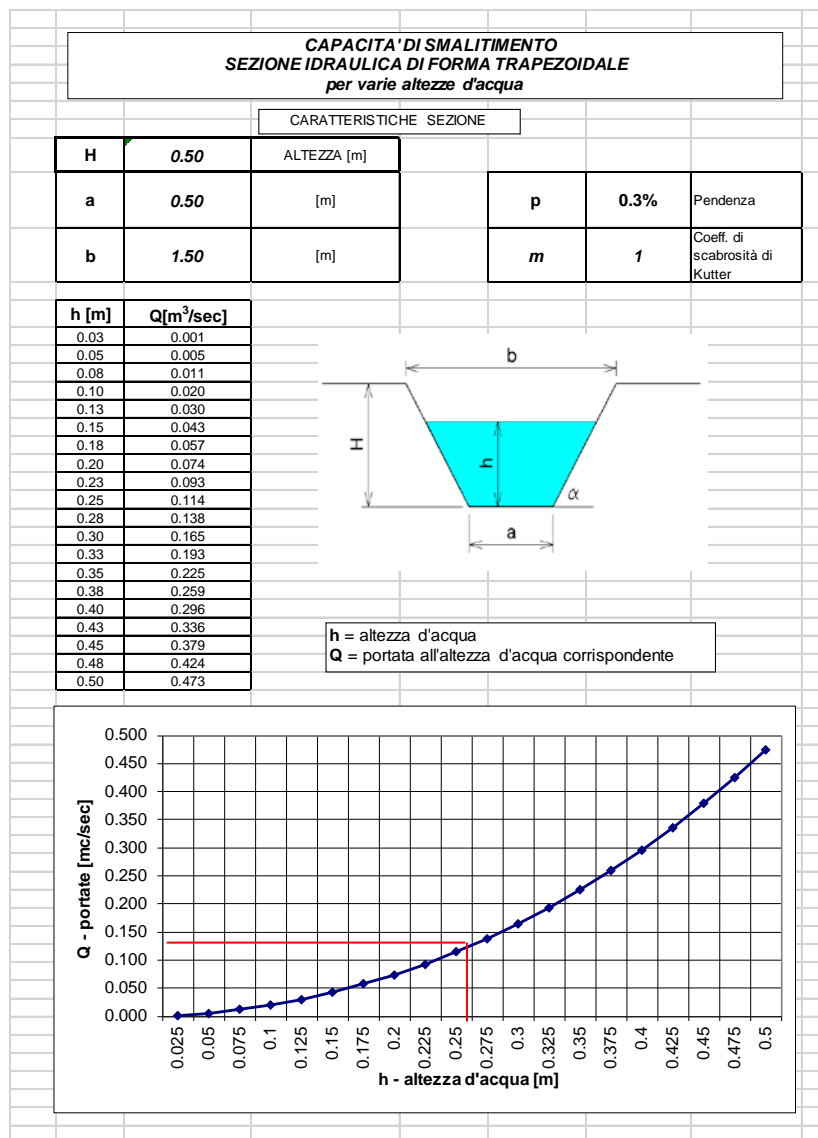 CAPACITA' DI SMALITIMENTO
SEZIONE IDRAULICA DI FORMA TRAPEZOIDALE
per varie altezze d'acqua
CARATTERISTICHE SEZIONE
H 0.50 ALTEZZA [m]
a 0.50 [m] p 0.3% Pendenza
b 1.50 [m] m 1 Coeff. di
scabrosità di
Kutter
h [m] Q[m³/sec]
0.03 0.001
0.05 0.005
0.08 0.011
0.10 0.020
0.13 0.030
0.15 0.043
0.18 0.057
0.20 0.074
0.23 0.093
0.25 0.114
0.28 0.138
0.30 0.165
0.33 0.193
0.35 0.225
0.38 0.259
0.40 0.296
0.43 0.336
0.45 0.379
0.48 0.424
0.50 0.473
b
H
h
α
a
h = altezza d'acqua
Q = portata all'altezza d'acqua corrispondente
Q - portate [mc/sec]
0.500
0.450
0.400
0.350
0.300
0.250
0.200
0.150
0.100
0.050
0.000
0.025 0.05 0.075 0.1 0.125 0.15 0.175 0.2 0.225 0.25 0.275 0.3 0.325 0.35 0.375 0.4 0.425 0.45 0.475 0.5
h - altezza d'acqua [m]